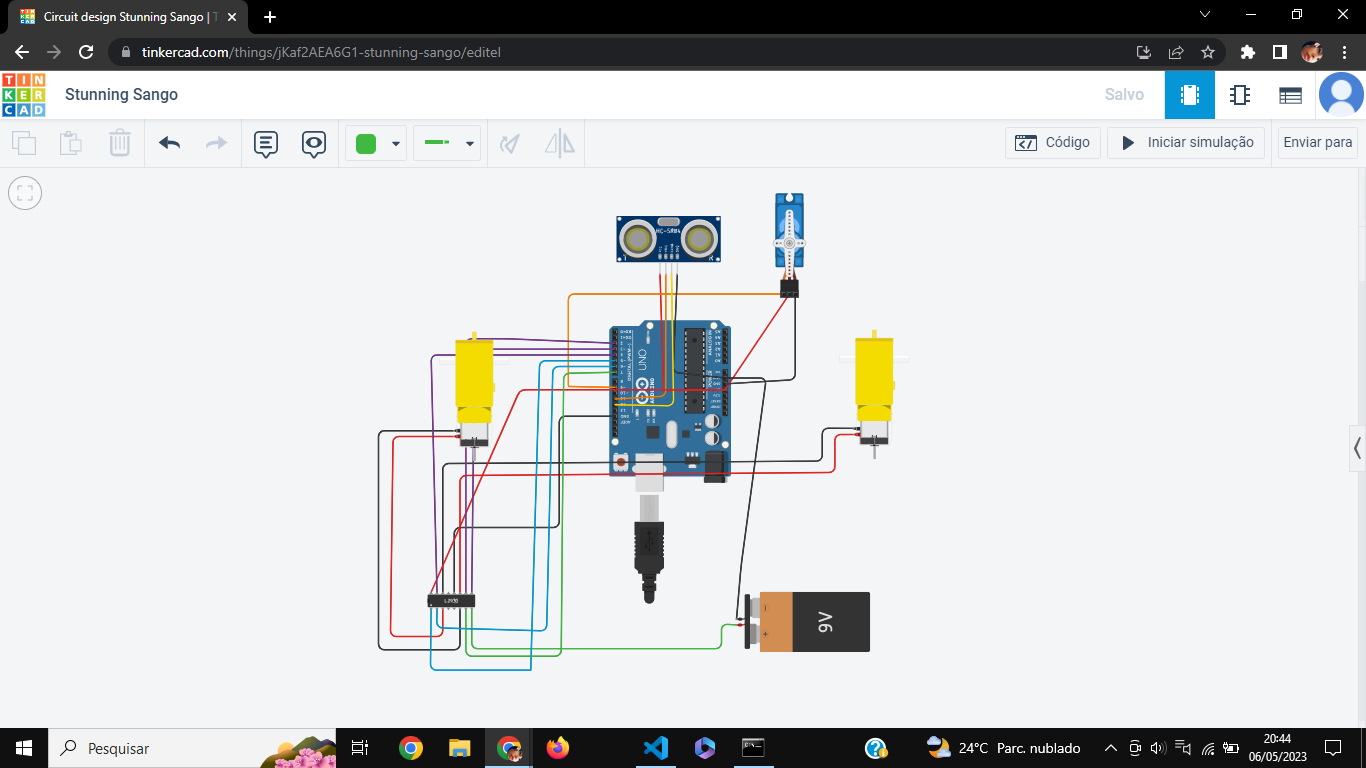 Circuit design Stunning Sango | T
tinkercad.com/things/jKaf2AEA6G1-stunning-sango/editel
TIN
KER
CAD
Stunning Sango
Salvo
Código
Iniciar simulação
Enviar para
HC-SR04
T
R
UNO
ARDUINO
L293D
9V
Pesquisar
24°C Parc. nublado
20:44
06/05/2023